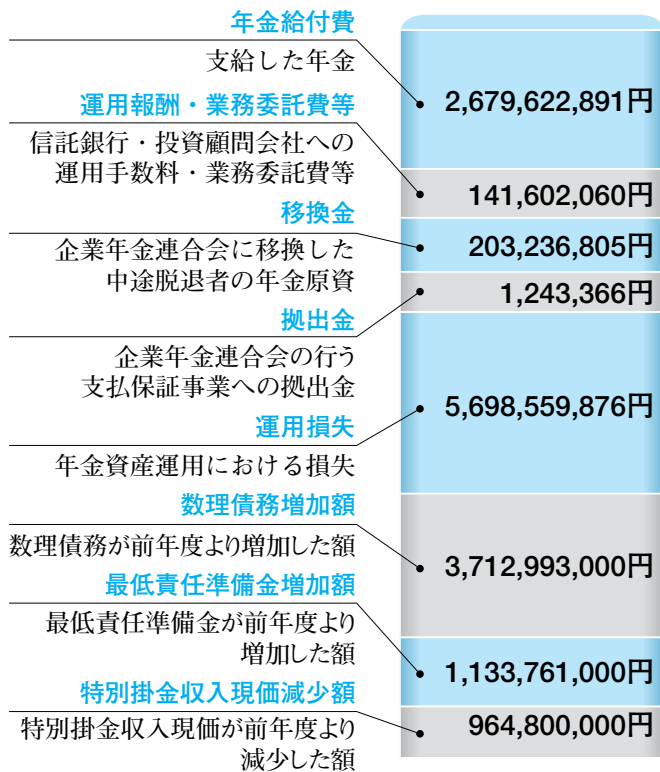 年金給付費
支給した年金
2,679,622,891円
運用報酬・業務委託費等
信託銀行・投資顧問会社への
運用手数料・業務委託費等
141,602,060円
移換金
企業年金連合会に移換した
中途脱退者の年金原資
203,236,805円
拠出金
企業年金連合会の行う
支払保証事業への拠出金
1,243,366円
運用損失
年金資産運用における損失
5,698,559,876円
数理債務増加額
数理債務が前年度より増加した額
3,712,993,000円
最低責任準備金増加額
最低責任準備金が前年度より
増加した額
1,133,761,000円
特別掛金収入現価減少額
特別掛金収入現価が前年度より
減少した額
964,800,000円